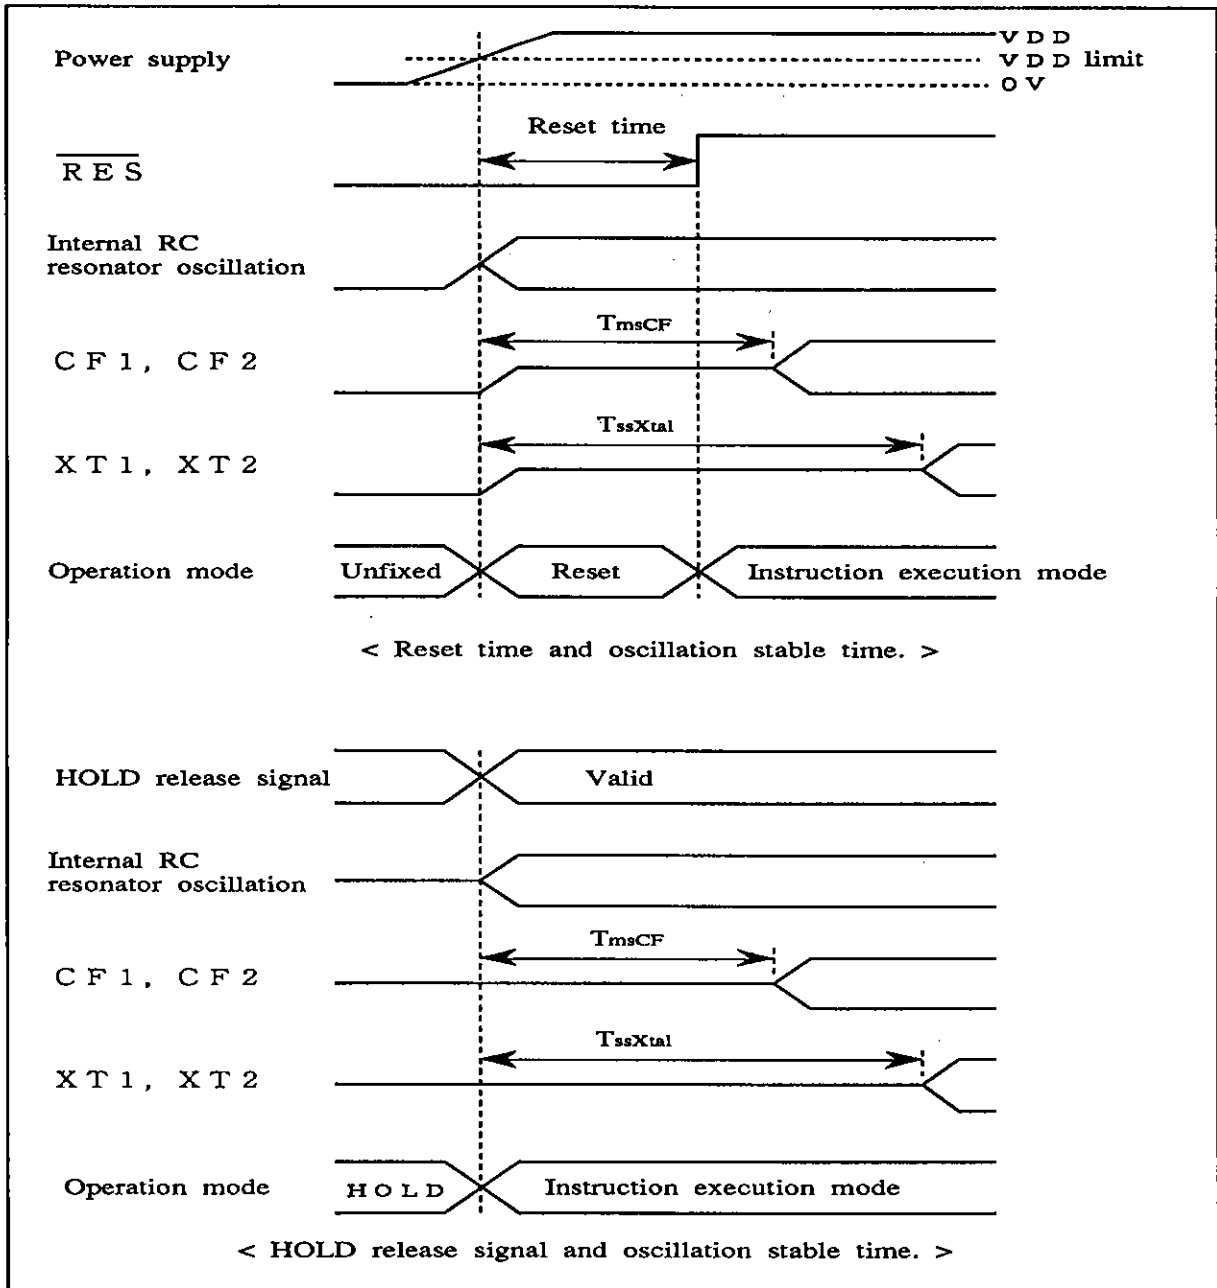 Power supply
VDD
VDD limit
0V
Reset time
RES
Internal RC
resonator oscillation
TmsCF
CF1, CF2
TssXtal
XT1, XT2
Operation mode
Unfixed
Reset
Instruction execution mode
< Reset time and oscillation stable time. >
HOLD release signal
Valid
Internal RC
resonator oscillation
TmsCF
CF1, CF2
TssXtal
XT1, XT2
Operation mode
HOLD
Instruction execution mode
< HOLD release signal and oscillation stable time. >